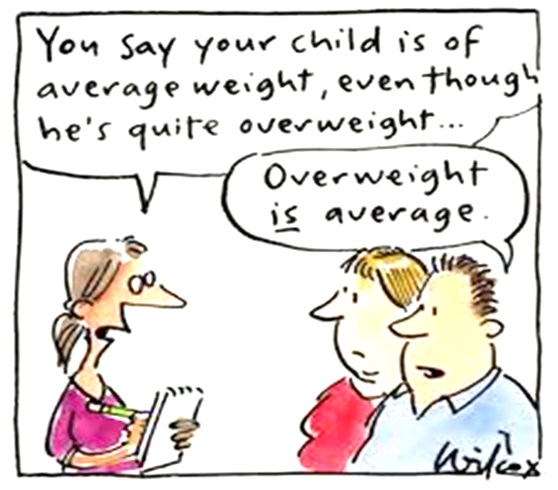 You say your child is of
average weight, even though
he's quite overweight...
Overweight
is average.
Wilcox